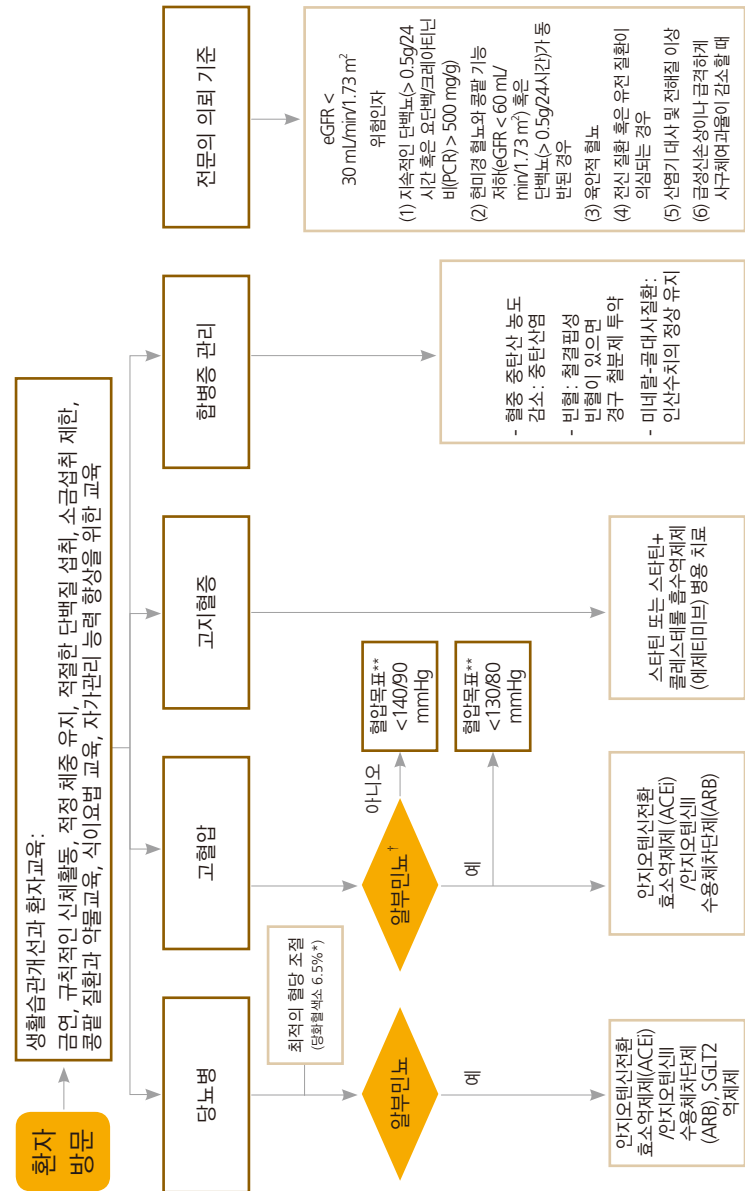 환자
방문
생활습관개선과 환자교육:
금연, 규칙적인 신체활동, 적정 체중 유지, 적절한 단백질 섭취, 소금섭취 제한,
콩팥 질환과 약물교육, 식이요법 교육, 자가관리 능력 향상을 위한 교육
당뇨병
최적의 혈당 조절
(당화혈색소 6.5%*)
알부민뇨
예
안지오텐신전환
효소억제제(ACEi)
/안지오텐신II
수용체차단제
(ARB), SGLT2
억제제
고혈압
알부민뇨†
아니오
혈압목표**
<140/90
mmHg
예
혈압목표**
<130/80
mmHg
안지오텐신전환
효소억제제 (ACEi)
/안지오텐신II
수용체차단제(ARB)
고지혈증
스타틴 또는 스타틴+
콜레스테롤 흡수억제제
(에제티미브) 병용 치료
합병증 관리
- 혈중 중탄산 농도
감소: 중탄산염
- 빈혈: 철결핍성
빈혈이 있으면
경구 철분제 투약
- 미네랄-골대사질환:
인산수치의 정상 유지
전문의 의뢰 기준
eGFR <
30 mL/min/1.73 m²
위험인자
(1) 지속적인 단백뇨(> 0.5g/24
시간 혹은 요단백/크레아티닌
비(PCR) > 500 mg/g)
(2) 현미경 혈뇨와 콩팥 기능
저하(eGFR < 60 mL/
min/1.73 m²) 혹은
단백뇨(> 0.5g/24시간)가 동
반된 경우
(3) 육안적 혈뇨
(4) 전신 질환 혹은 유전 질환이
의심되는 경우
(5) 산염기 대사 및 전해질 이상
(6) 급성신손상이나 급격하게
사구체여과율이 감소할 때